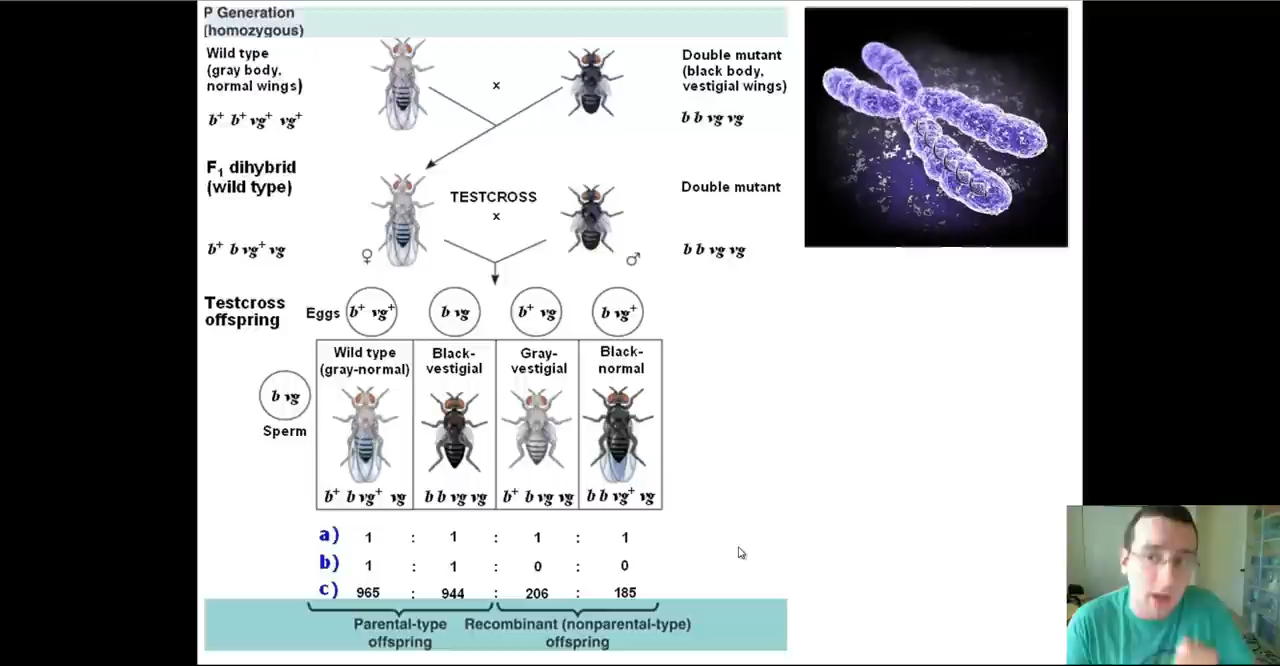 P Generation
(homozygous)
Wild type
(gray body,
normal wings)
b⁺ b⁺ vg⁺ vg⁺
x
Double mutant
(black body,
vestigial wings)
b b vg vg
F₁ dihybrid
(wild type)
b⁺ b vg⁺ vg
♀
TESTCROSS
x
♂
Double mutant
b b vg vg
Testcross
offspring
Eggs
b⁺ vg⁺
b vg
b⁺ vg
b vg⁺
Wild type
(gray-normal)
Black-
vestigial
Gray-
vestigial
Black-
normal
b vg
Sperm
b⁺ b vg⁺ vg
b b vg vg
b⁺ b vg vg
b b vg⁺ vg
a) 1 : 1 : 1 : 1
b) 1 : 1 : 0 : 0
c) 965 : 944 : 206 : 185
Parental-type
offspring
Recombinant (nonparental-type)
offspring